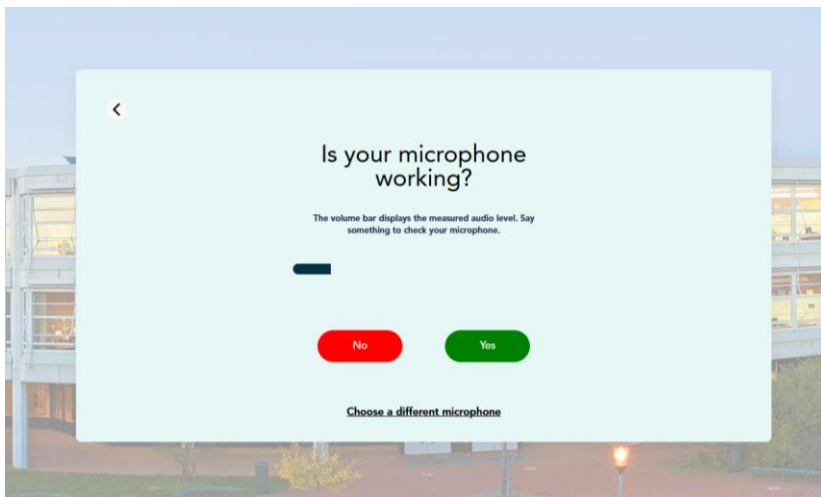 Is your microphone
working?
The volume bar displays the measured audio level. Say
something to check your microphone.
No
Yes
Choose a different microphone